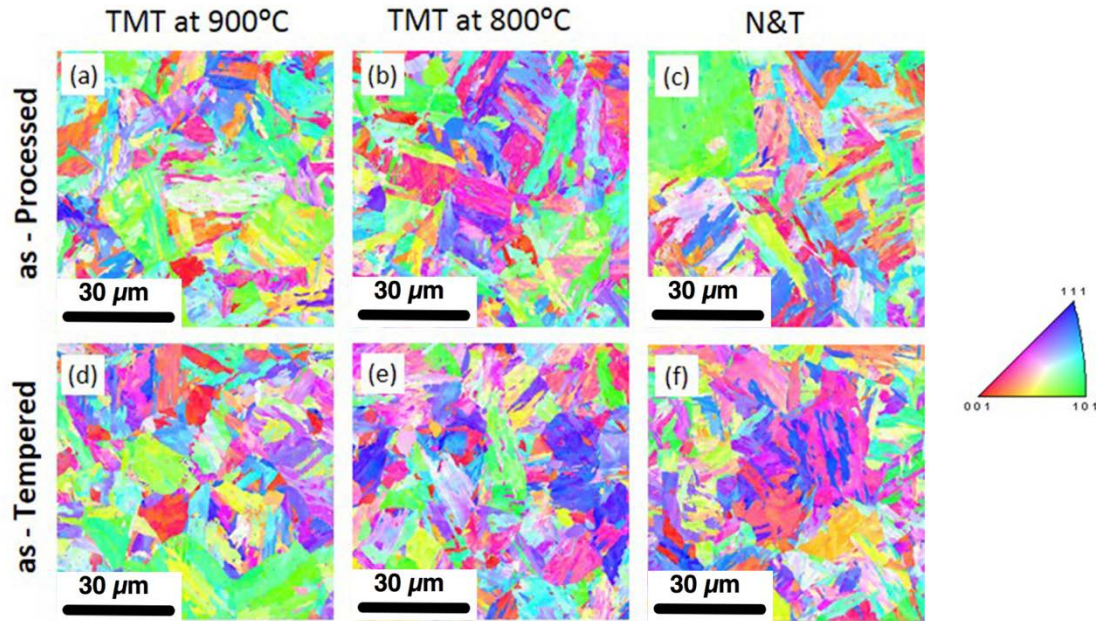 TMT at 900ºC TMT at 800ºC N&T
as - Processed
(a) (b) (c)
30 µm 30 µm 30 µm
111
001 101
as - Tempered
(d) (e) (f)
30 µm 30 µm 30 µm